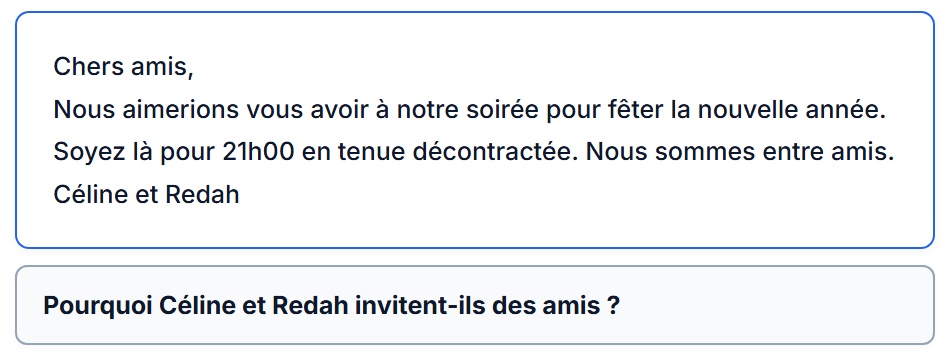 Chers amis,
Nous aimerions vous avoir à notre soirée pour fêter la nouvelle année.
Soyez là pour 21h00 en tenue décontractée. Nous sommes entre amis.
Céline et Redah
Pourquoi Céline et Redah invitent-ils des amis ?